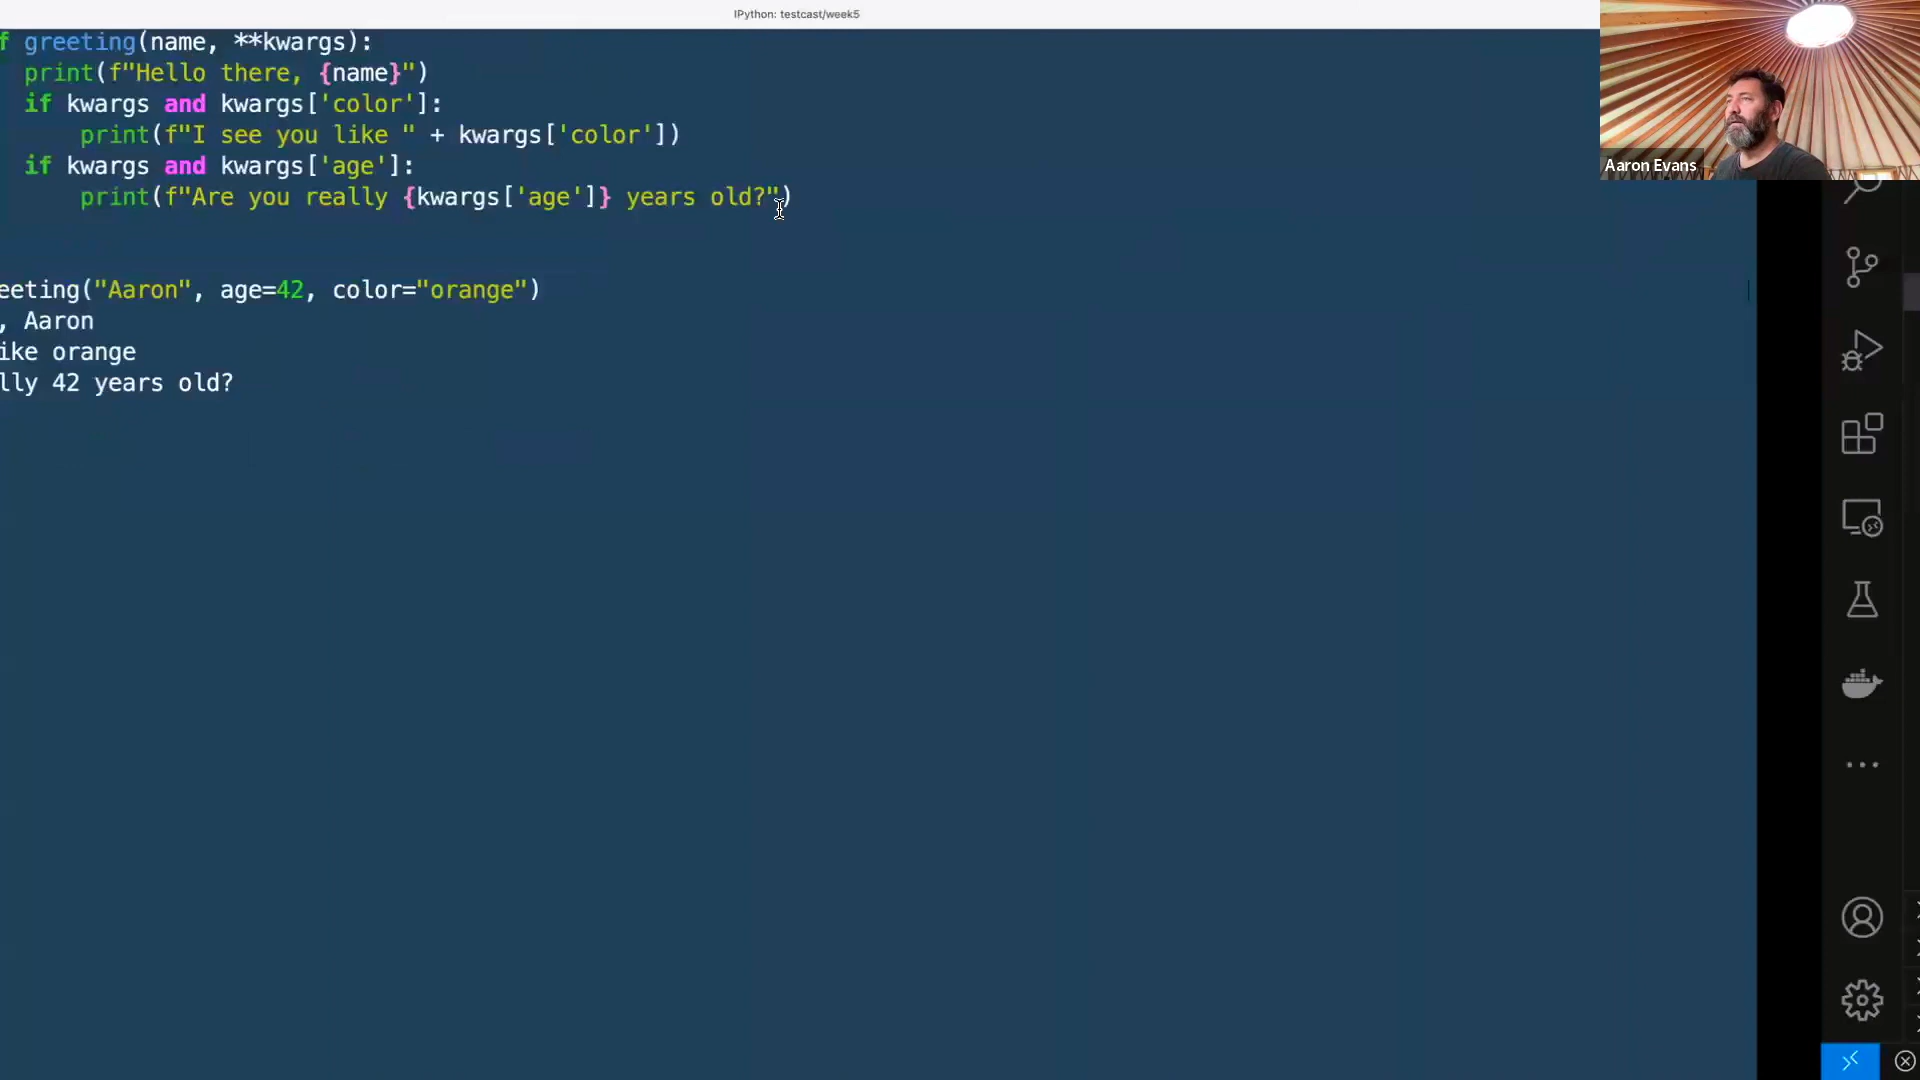 IPython: testcast/week5
f greeting(name, **kwargs):
print(f"Hello there, {name}")
if kwargs and kwargs['color']:
print(f"I see you like " + kwargs['color'])
if kwargs and kwargs['age']:
print(f"Are you really {kwargs['age']} years old?")
eeting("Aaron", age=42, color="orange")
, Aaron
ike orange
lly 42 years old?
Aaron Evans